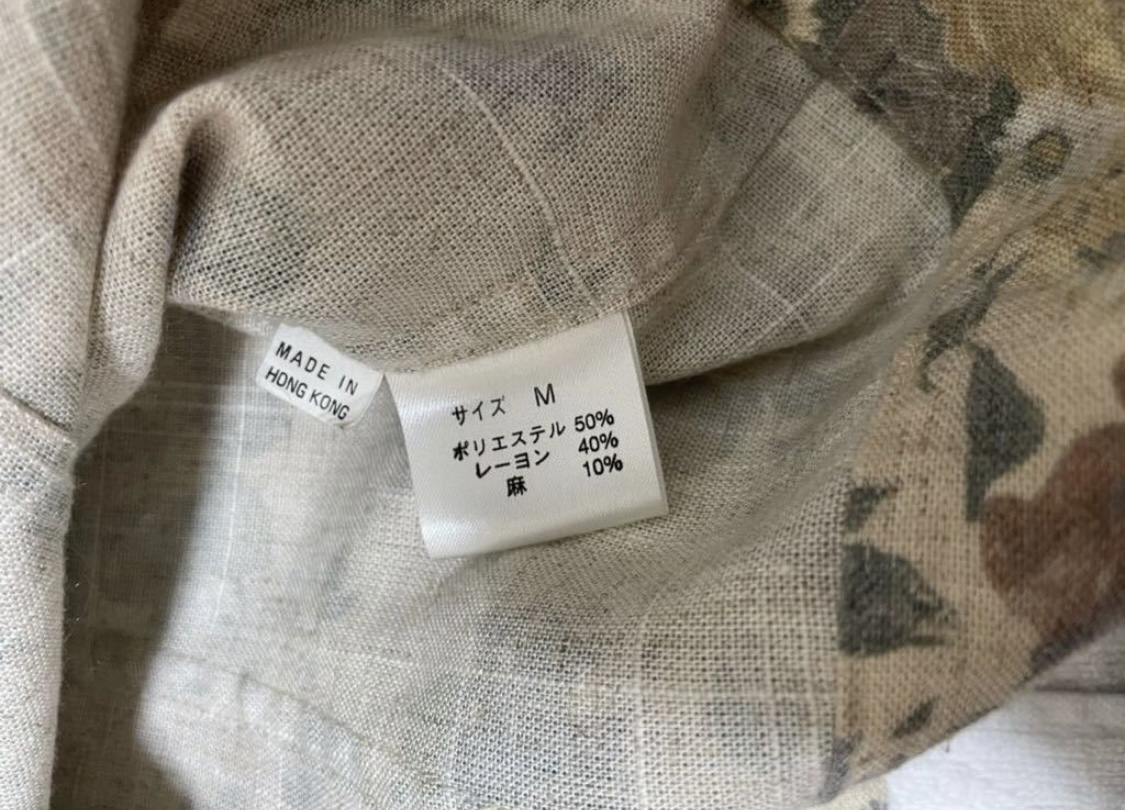 MADE IN
HONG KONG
サイズ M
ポリエステル 50%
レーヨン 40%
麻 10%